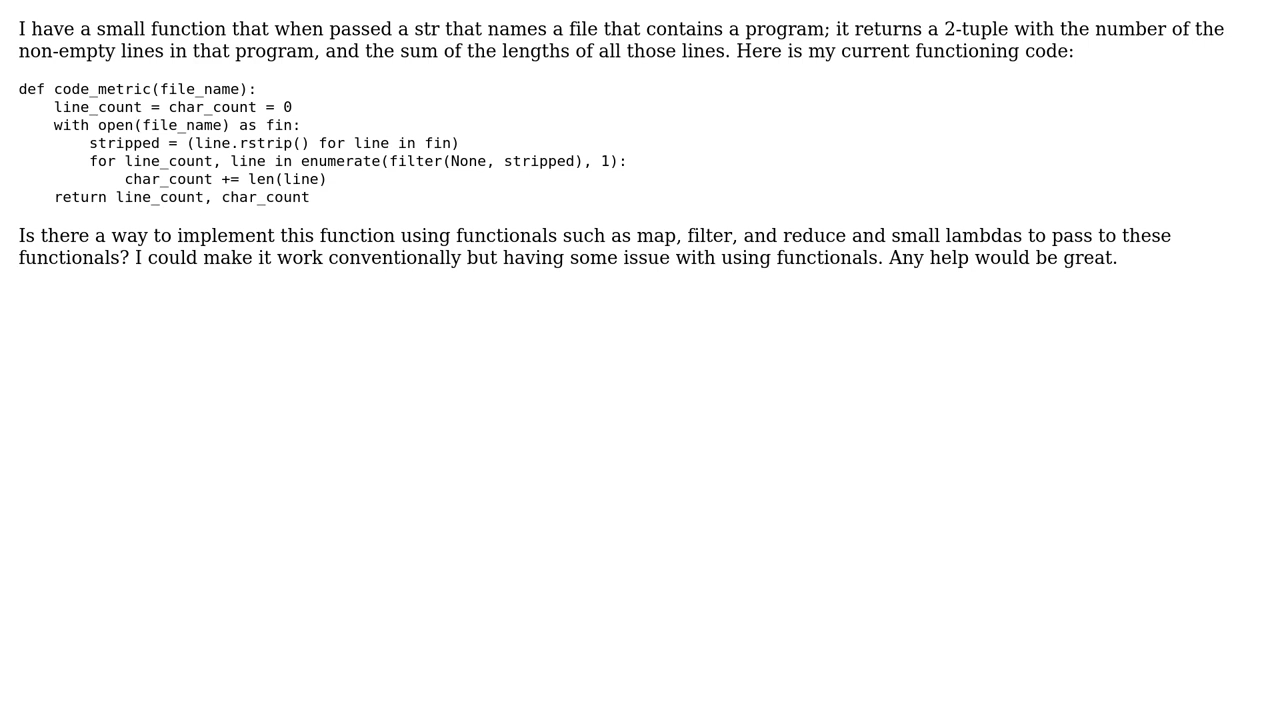 I have a small function that when passed a str that names a file that contains a program; it returns a 2-tuple with the number of the
non-empty lines in that program, and the sum of the lengths of all those lines. Here is my current functioning code:
def code_metric(file_name):
    line_count = char_count = 0
    with open(file_name) as fin:
        stripped = (line.rstrip() for line in fin)
        for line_count, line in enumerate(filter(None, stripped), 1):
            char_count += len(line)
    return line_count, char_count
Is there a way to implement this function using functionals such as map, filter, and reduce and small lambdas to pass to these
functionals? I could make it work conventionally but having some issue with using functionals. Any help would be great.